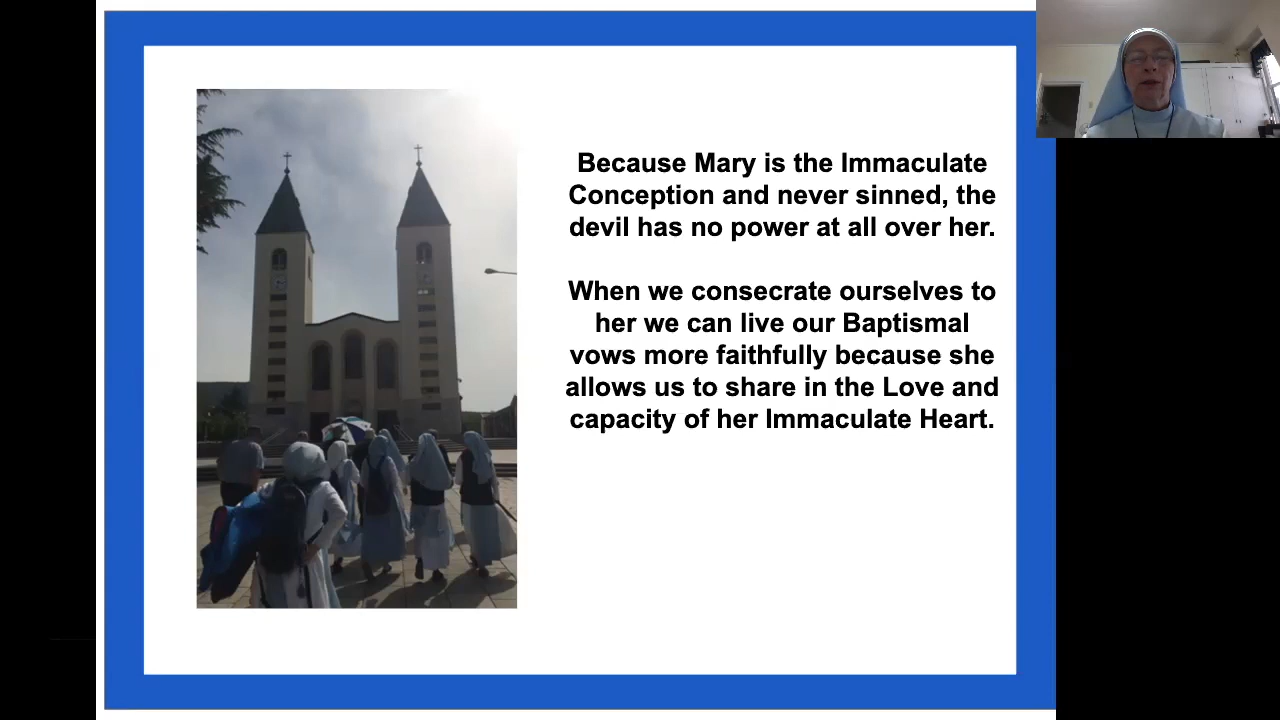 Because Mary is the Immaculate
Conception and never sinned, the
devil has no power at all over her.
When we consecrate ourselves to
her we can live our Baptismal
vows more faithfully because she
allows us to share in the Love and
capacity of her Immaculate Heart.